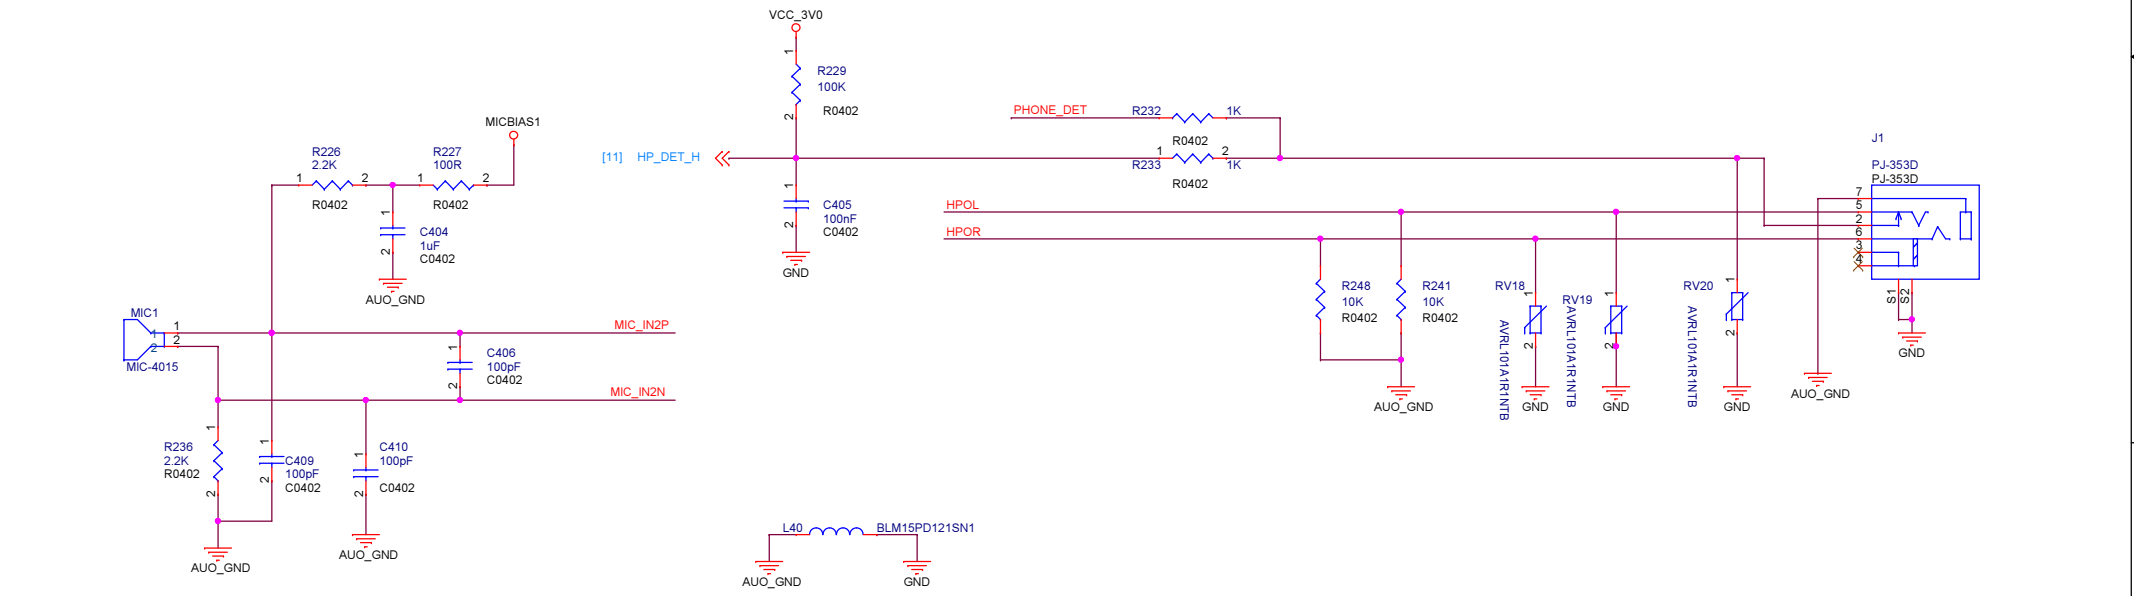 VCC_3V0
1
R229
100K
R0402
2
MICBIAS1
R226
2.2K
1
2
R0402
R227
100R
1
2
R0402
1
C404
1uF
C0402
2
AUO_GND
[11] HP_DET_H
1
C405
100nF
C0402
2
GND
PHONE_DET
R232
1K
R0402
1
2
R233
1K
R0402
HPOL
HPOR
J1
PJ-353D
PJ-353D
7
5
2
6
3
4
S1
S2
GND
R248
10K
R0402
R241
10K
R0402
AUO_GND
RV18
1
2
AVRL101A1R1NTB
GND
RV19
1
2
AVRL101A1R1NTB
GND
RV20
1
2
AVRL101A1R1NTB
GND
AUO_GND
MIC1
1
2
1
2
MIC-4015
MIC_IN2P
1
C406
100pF
C0402
2
MIC_IN2N
1
R236
2.2K
R0402
2
1
C409
100pF
C0402
2
1
C410
100pF
C0402
2
AUO_GND
AUO_GND
L40
BLM15PD121SN1
AUO_GND
GND